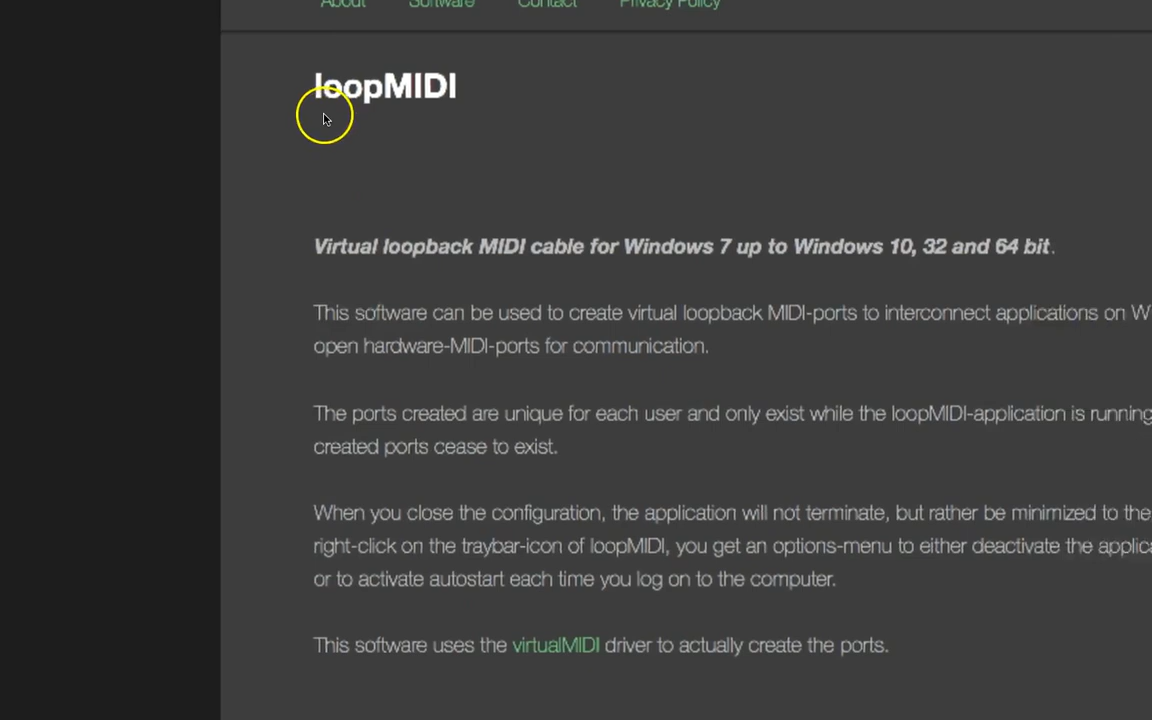 About Software Contact Privacy Policy
loopMIDI
Virtual loopback MIDI cable for Windows 7 up to Windows 10, 32 and 64 bit.
This software can be used to create virtual loopback MIDI-ports to interconnect applications on W
open hardware-MIDI-ports for communication.
The ports created are unique for each user and only exist while the loopMIDI-application is running
created ports cease to exist.
When you close the configuration, the application will not terminate, but rather be minimized to the
right-click on the traybar-icon of loopMIDI, you get an options-menu to either deactivate the applic
or to activate autostart each time you log on to the computer.
This software uses the virtualMIDI driver to actually create the ports.